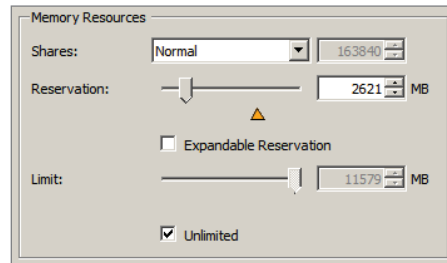 Memory Resources
Shares: Normal 163840
Reservation: 2621 MB
Expandable Reservation
Limit: 11579 MB
Unlimited